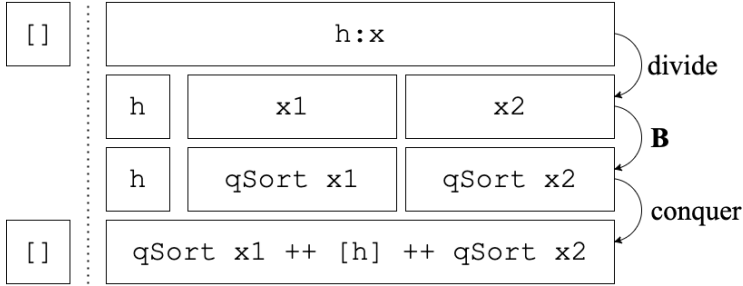 [] h:x
divide
h x1 x2
B
h qSort x1 qSort x2
conquer
[] qSort x1 ++ [h] ++ qSort x2